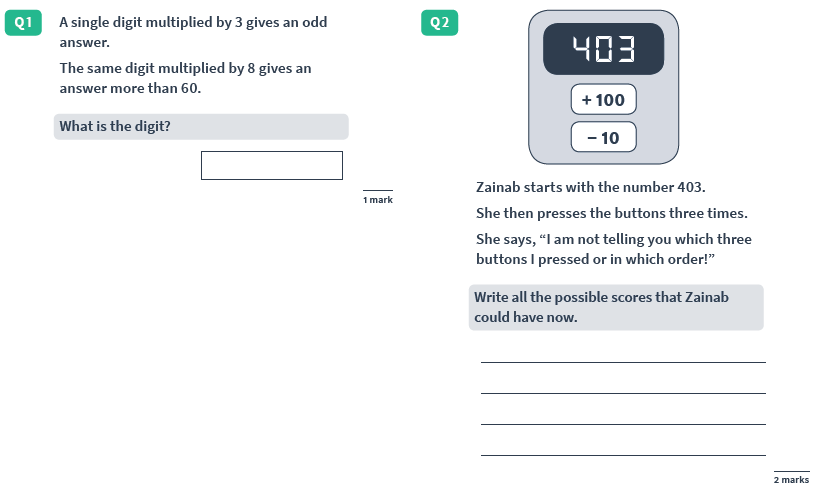 Q1
A single digit multiplied by 3 gives an odd
answer.
The same digit multiplied by 8 gives an
answer more than 60.
What is the digit?
1 mark
Q2
403
+ 100
− 10
Zainab starts with the number 403.
She then presses the buttons three times.
She says, “I am not telling you which three
buttons I pressed or in which order!”
Write all the possible scores that Zainab
could have now.
2 marks